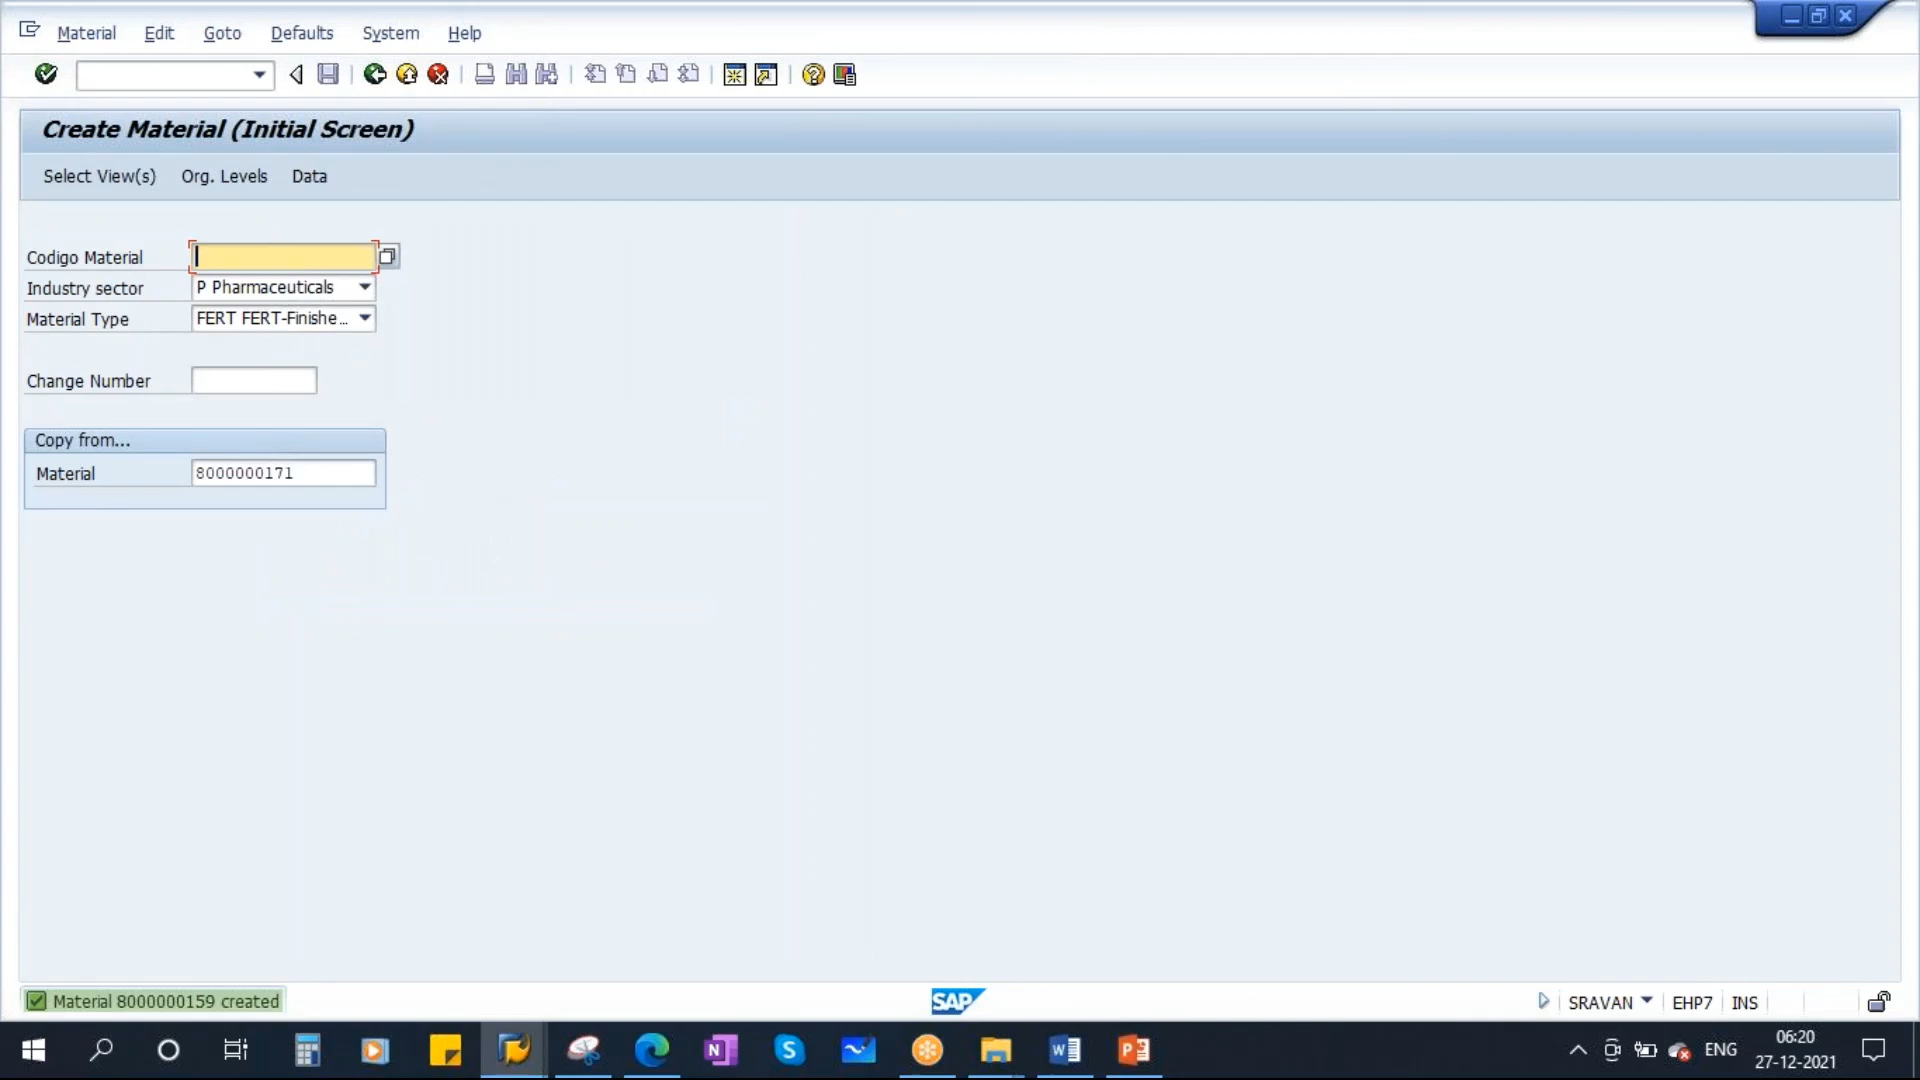 Material Edit Goto Defaults System Help
Create Material (Initial Screen)
Select View(s) Org. Levels Data
Codigo Material
Industry sector P Pharmaceuticals
Material Type FERT FERT-Finishe...
Change Number
Copy from...
Material 8000000171
Material 8000000159 created
SAP
SRAVAN EHP7 INS
ENG
06:20
27-12-2021